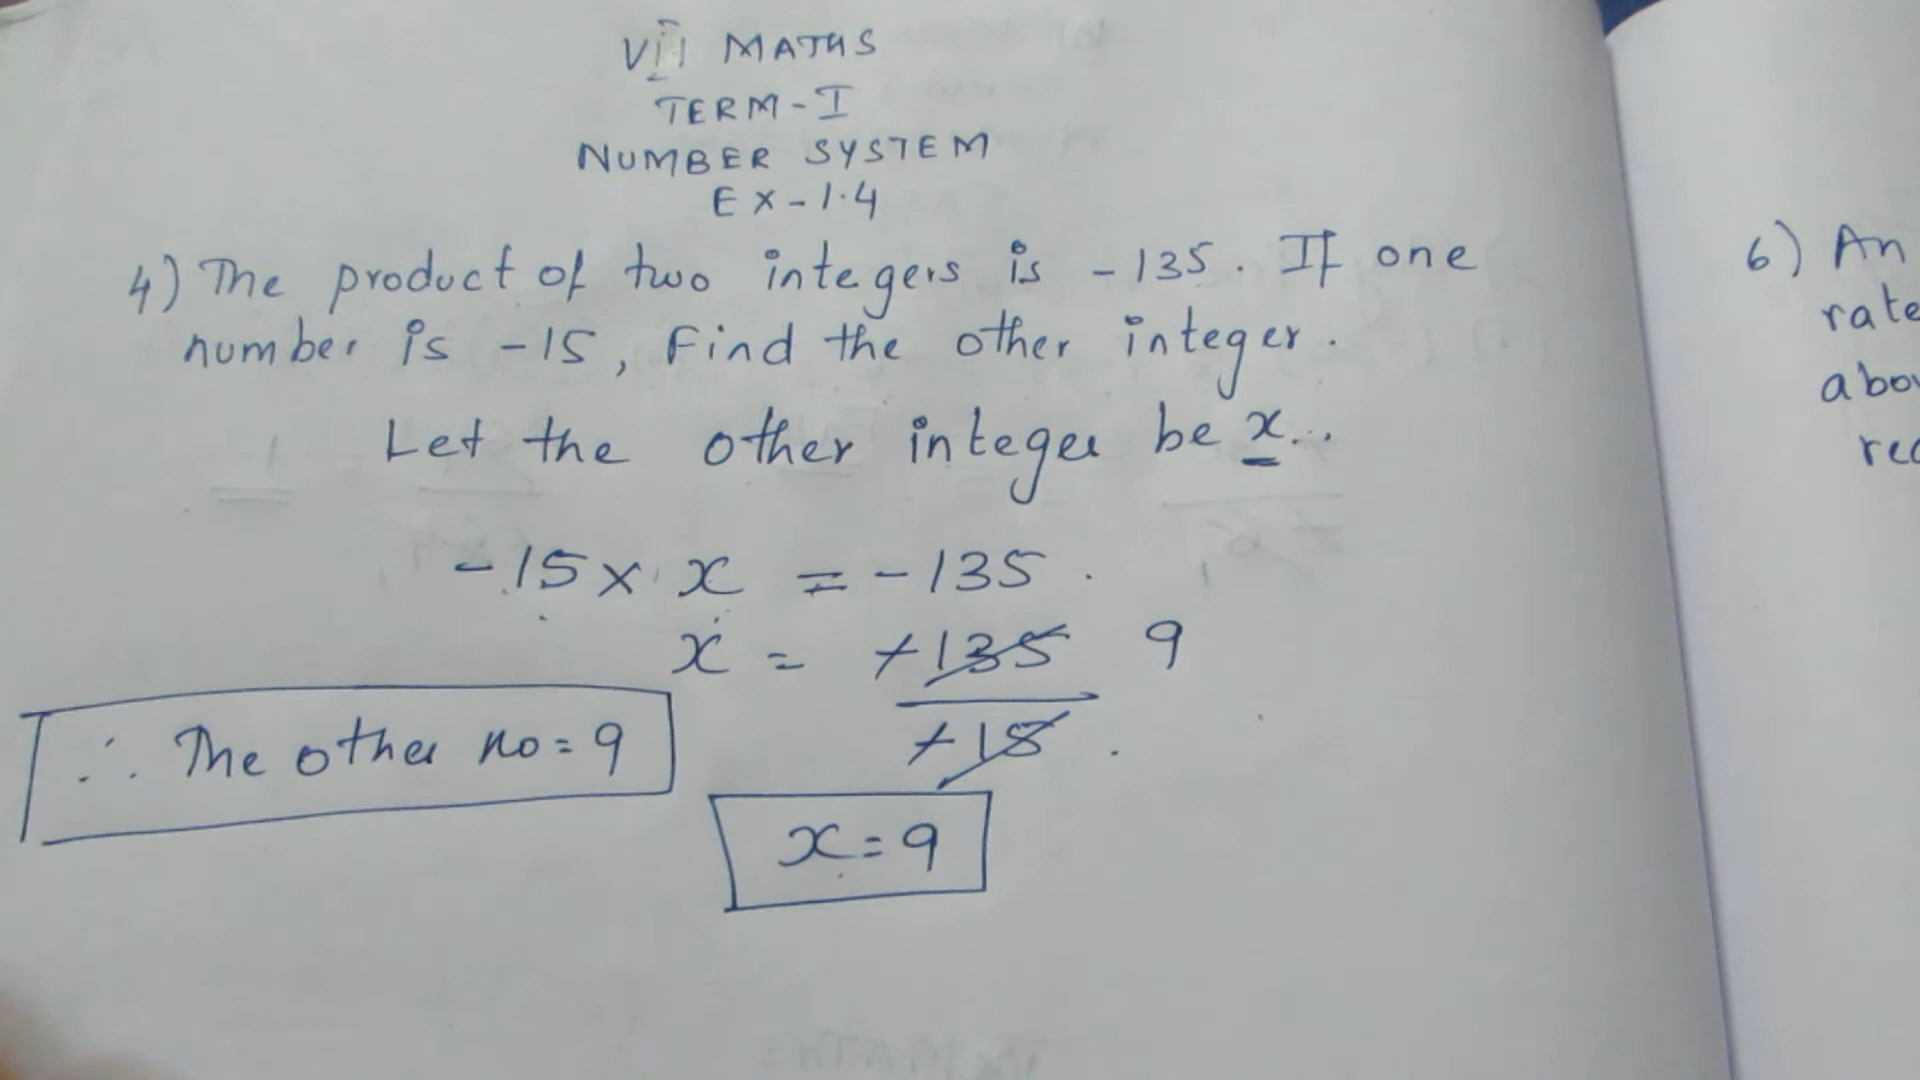 VII MATHS
TERM-I
NUMBER SYSTEM
EX-1.4
4) The product of two integers is -135. If one
number is -15, Find the other integer.
Let the other integer be x.
-15 x x = -135.
x = +135 9
+15.
∴ The other no = 9
x = 9
6) An
rate